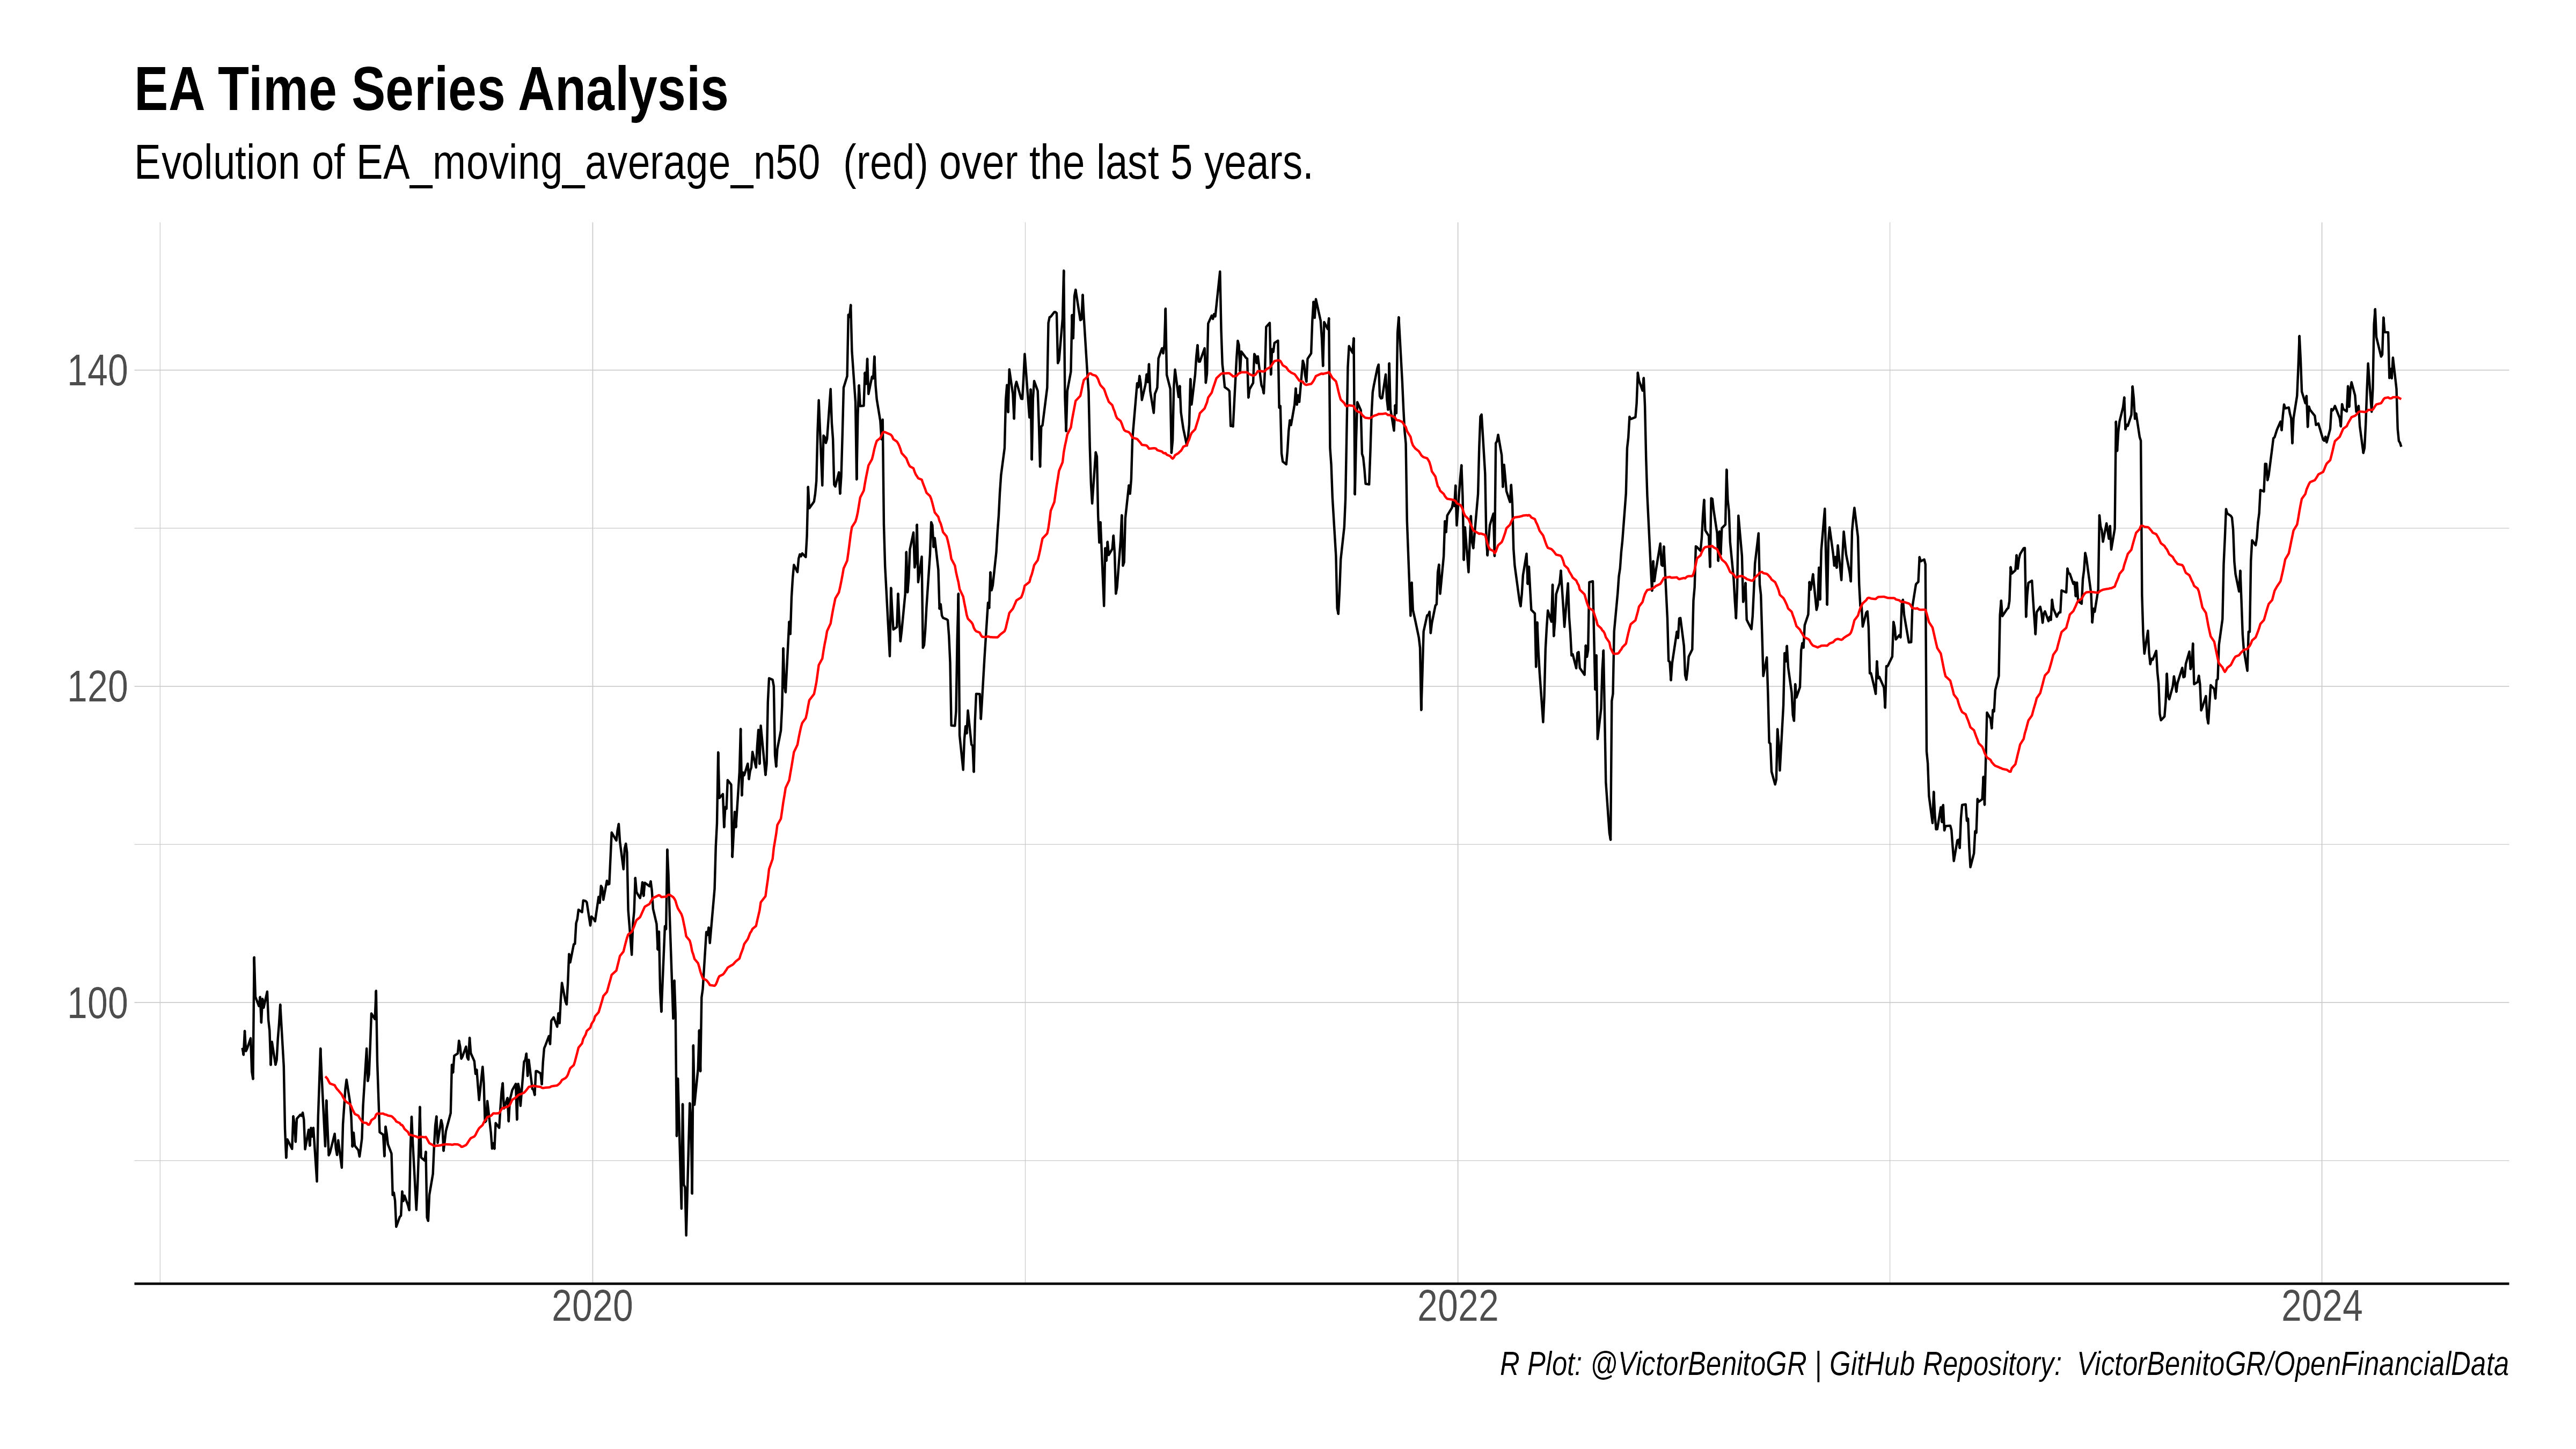 EA Time Series Analysis
Evolution of EA_moving_average_n50  (red) over the last 5 years.
140
120
100
2020 2022 2024
R Plot: @VictorBenitoGR | GitHub Repository:  VictorBenitoGR/OpenFinancialData